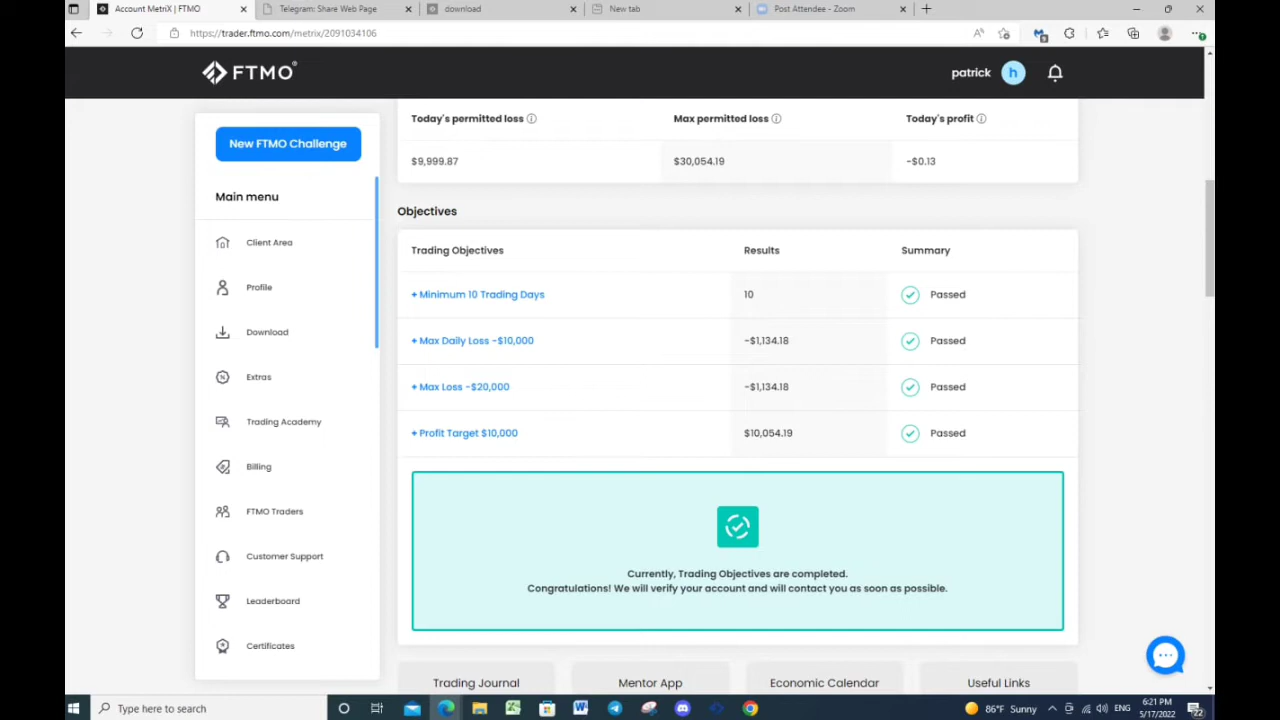 Account MetriX | FTMO
Telegram: Share Web Page
download
New tab
Post Attendee - Zoom
https://trader.ftmo.com/metrix/2091034106
FTMO®
patrick
h
New FTMO Challenge
Main menu
Client Area
Profile
Download
Extras
Trading Academy
Billing
FTMO Traders
Customer Support
Leaderboard
Certificates
Today's permitted loss
Max permitted loss
Today's profit
$9,999.87
$30,054.19
-$0.13
Objectives
Trading Objectives
Results
Summary
+ Minimum 10 Trading Days
10
Passed
+ Max Daily Loss -$10,000
-$1,134.18
Passed
+ Max Loss -$20,000
-$1,134.18
Passed
+ Profit Target $10,000
$10,054.19
Passed
Currently, Trading Objectives are completed.
Congratulations! We will verify your account and will contact you as soon as possible.
Trading Journal
Mentor App
Economic Calendar
Useful Links
Type here to search
86°F Sunny
ENG
6:21 PM
5/17/2022
22